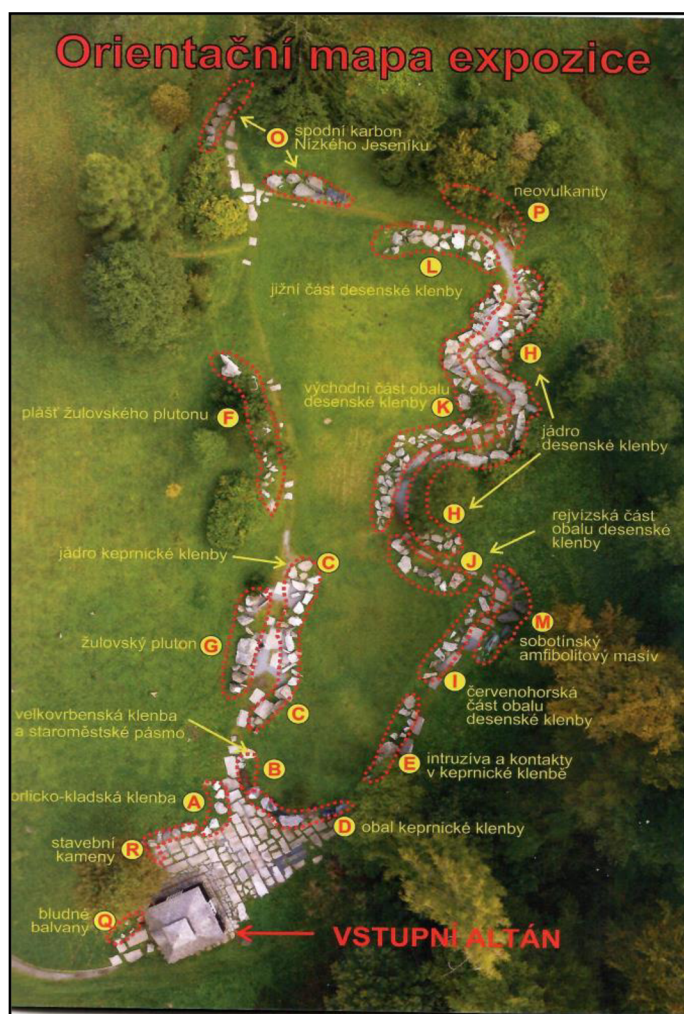 Orientační mapa expozice
O
spodní karbon
Nízkého Jeseníku
neovulkanity
P
L
jižní část desenské klenby
H
východní část obalu
desenské klenby
K
plášť žulovského plutonu
F
jádro
desenské klenby
H
rejvízská část
obalu desenské
klenby
J
jádro keprnické klenby
C
M
sobotínský
amfibolitový masiv
žulovský pluton
G
I
červenohorská
část obalu
desenské klenby
C
velkovrbenská klenba
a staroměstské pásmo
E
intruziva a kontakty
v keprnické klenbě
B
orlicko-kladská klenba
A
D
obal keprnické klenby
stavební
kameny
R
bludné
balvany
Q
VSTUPNÍ ALTÁN